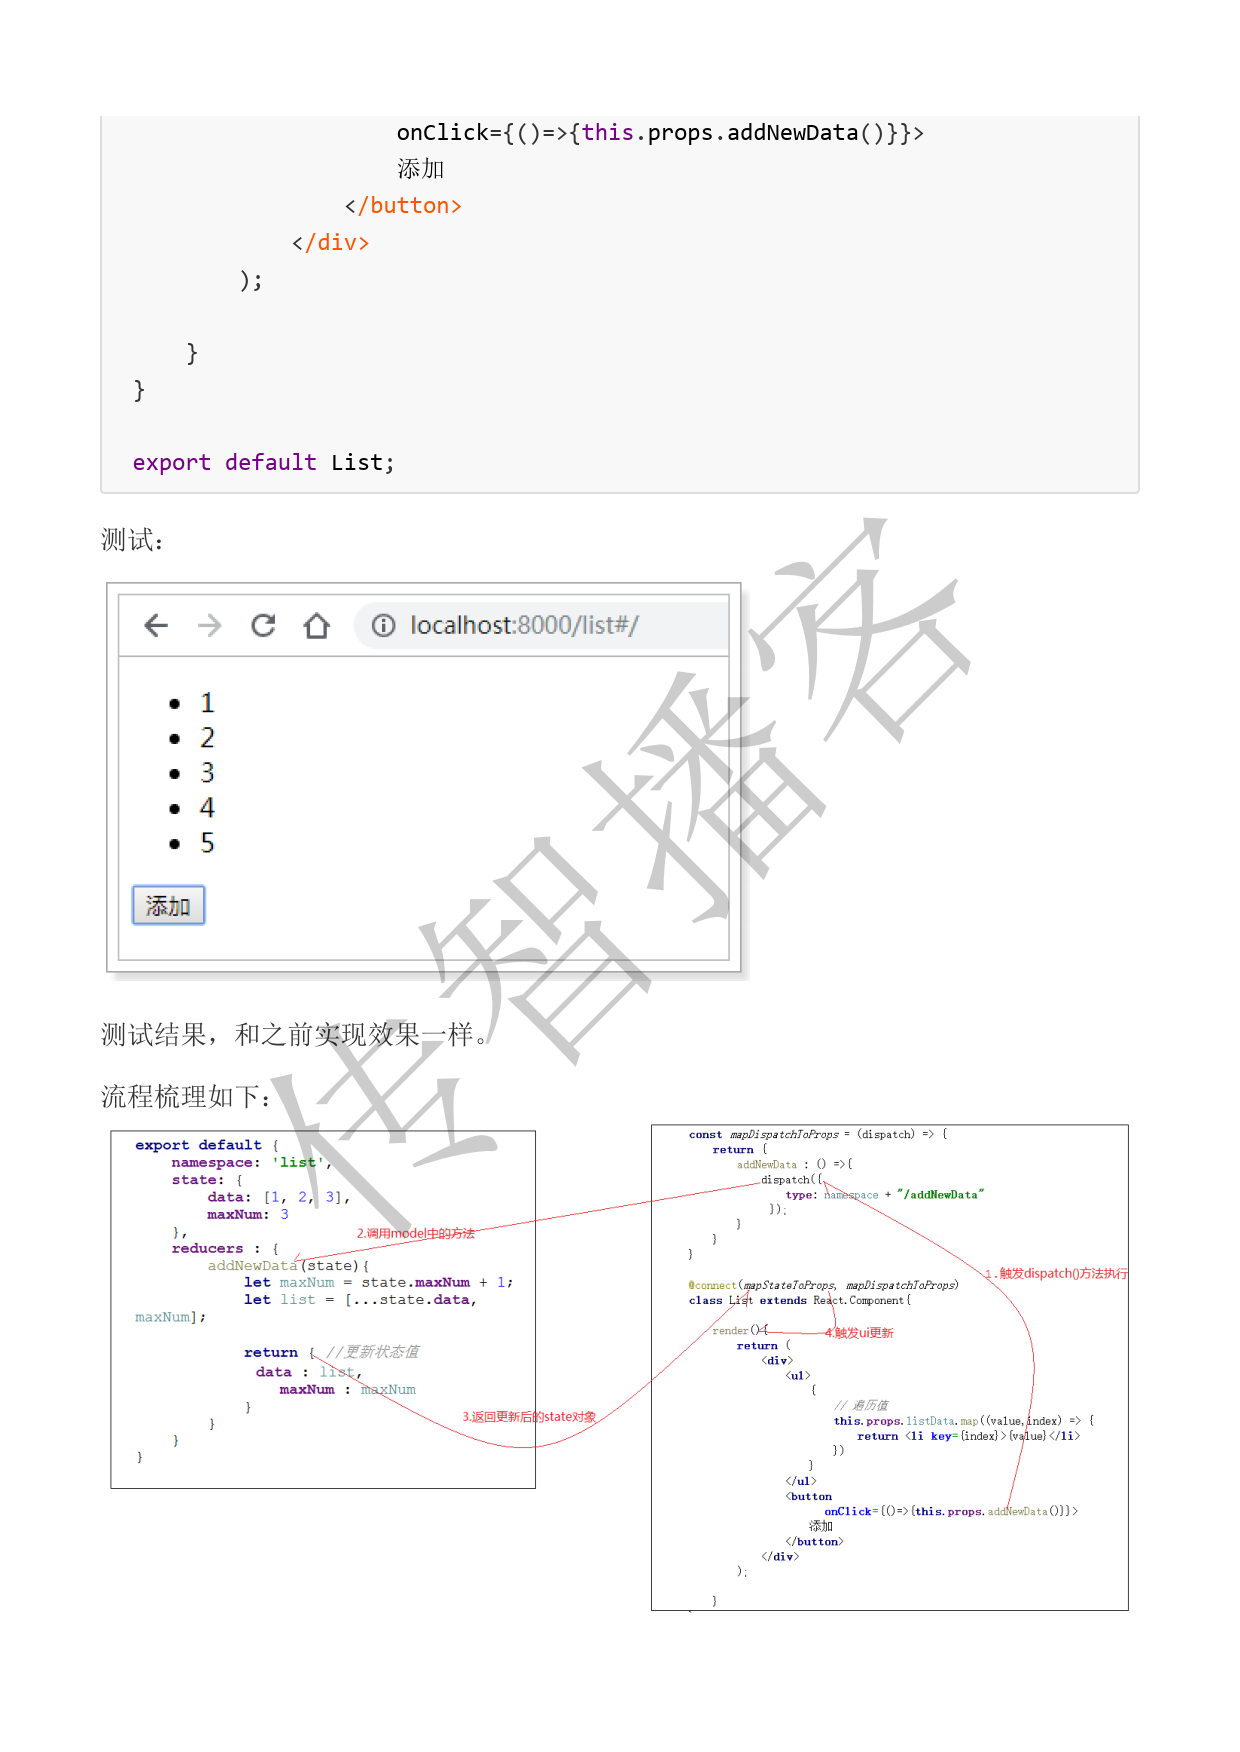 onClick={()=>{this.props.addNewData()}}>
添加
</button>
</div>
);
}
}
export default List;
测试：
localhost:8000/list#/
1
2
3
4
5
添加
测试结果，和之前实现效果一样。
流程梳理如下：
export default {
namespace: 'list',
state: {
data: [1, 2, 3],
maxNum: 3
},
reducers : {
addNewData(state){
let maxNum = state.maxNum + 1;
let list = [...state.data,
maxNum];
return { //更新状态值
data : list,
maxNum : maxNum
}
}
}
}
2.调用model中的方法
3.返回更新后的state对象
const mapDispatchToProps = (dispatch) => {
return {
addNewData : () =>{
dispatch({
type: namespace + "/addNewData"
});
}
}
}
1.触发dispatch()方法执行
@connect(mapStateToProps, mapDispatchToProps)
class List extends React.Component{
render(){
4.触发ui更新
return (
<div>
<ul>
{
// 遍历值
this.props.listData.map((value,index) => {
return <li key={index}>{value}</li>
})
}
</ul>
<button
onClick={()=>{this.props.addNewData()}}>
添加
</button>
</div>
);
}
传智播客